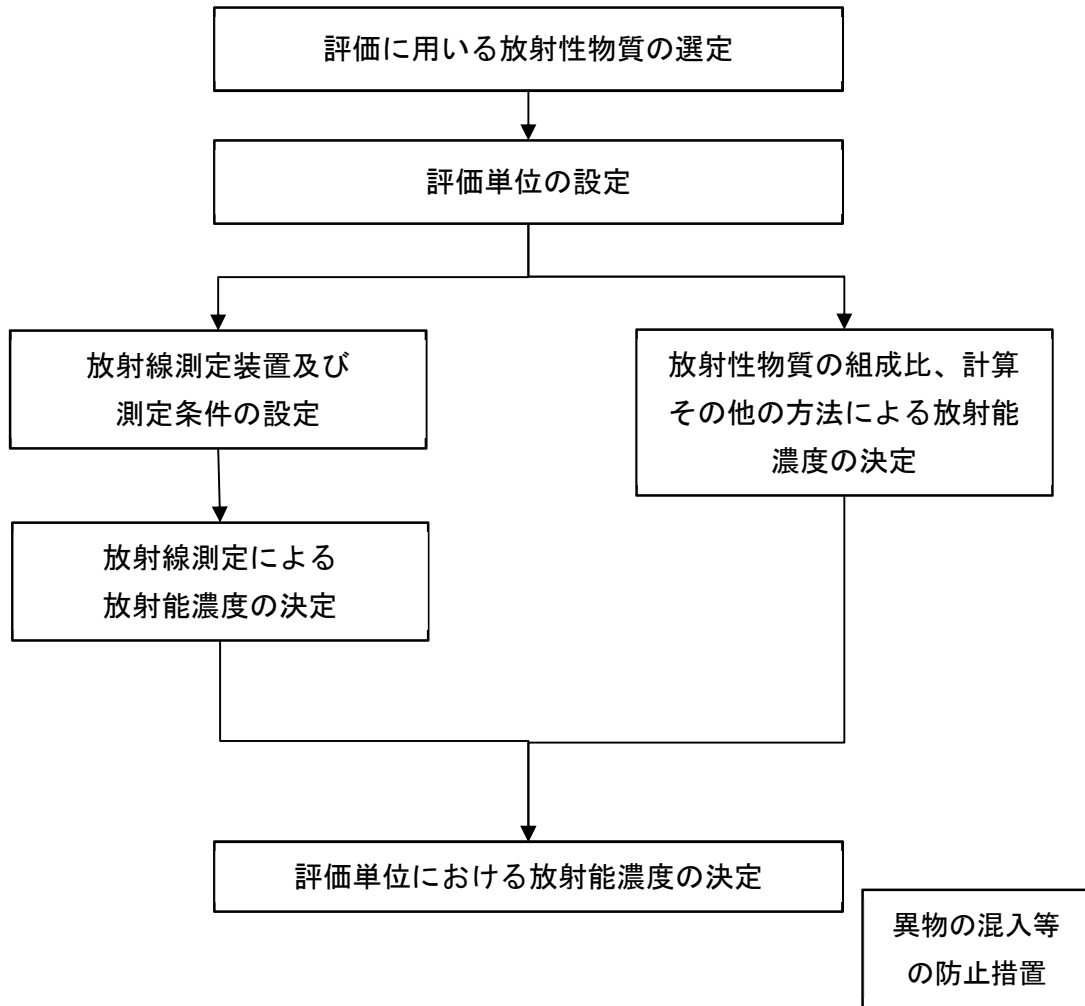 評価に用いる放射性物質の選定
評価単位の設定
放射線測定装置及び
測定条件の設定
放射性物質の組成比、計算
その他の方法による放射能
濃度の決定
放射線測定による
放射能濃度の決定
評価単位における放射能濃度の決定
異物の混入等
の防止措置